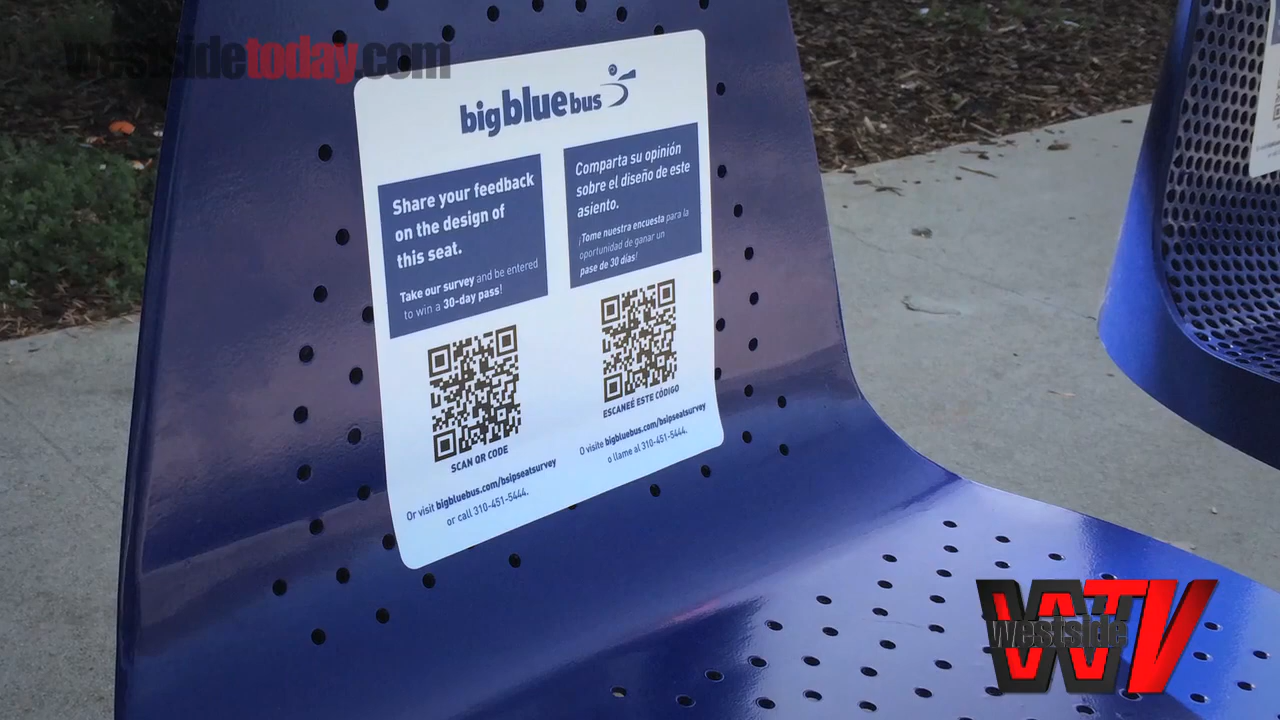 westsidetoday.com
bigbluebus
Share your feedback
on the design of
this seat.
Take our survey and be entered
to win a 30-day pass!
SCAN QR CODE
Or visit bigbluebus.com/bsipseatsurvey
or call 310-451-5444.
Comparta su opinión
sobre el diseño de este
asiento.
¡Tome nuestra encuesta para la
oportunidad de ganar un
pase de 30 días!
ESCANEÉ ESTE CÓDIGO
O visite bigbluebus.com/bsipseatsurvey
o llame al 310-451-5444.
WTV
westside